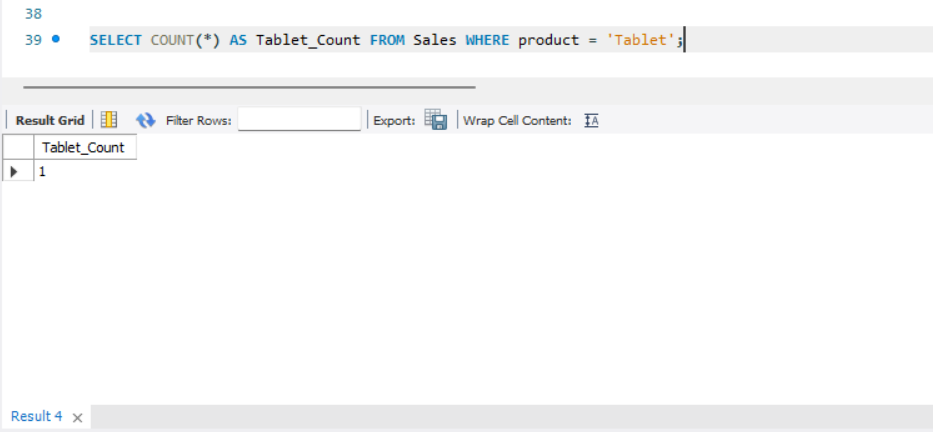 38
39 SELECT COUNT(*) AS Tablet_Count FROM Sales WHERE product = 'Tablet';
Result Grid Filter Rows: Export: Wrap Cell Content: IA
Tablet_Count
1
Result 4 ×